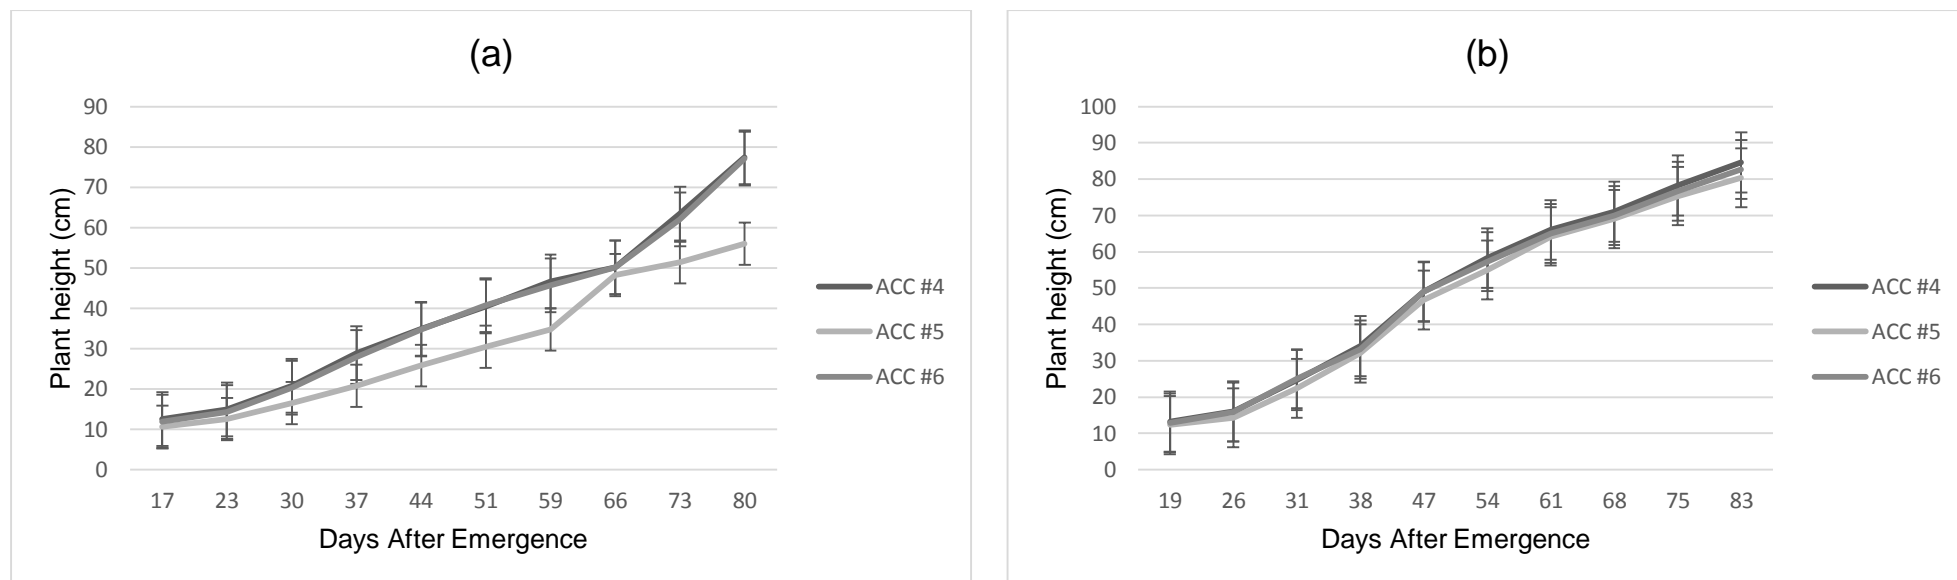 (a)
90
80
70
60
50
40
30
20
10
0
Plant height (cm)
17 23 30 37 44 51 59 66 73 80
Days After Emergence
ACC #4
ACC #5
ACC #6
(b)
100
90
80
70
60
50
40
30
20
10
0
Plant height (cm)
19 26 31 38 47 54 61 68 75 83
Days After Emergence
ACC #4
ACC #5
ACC #6